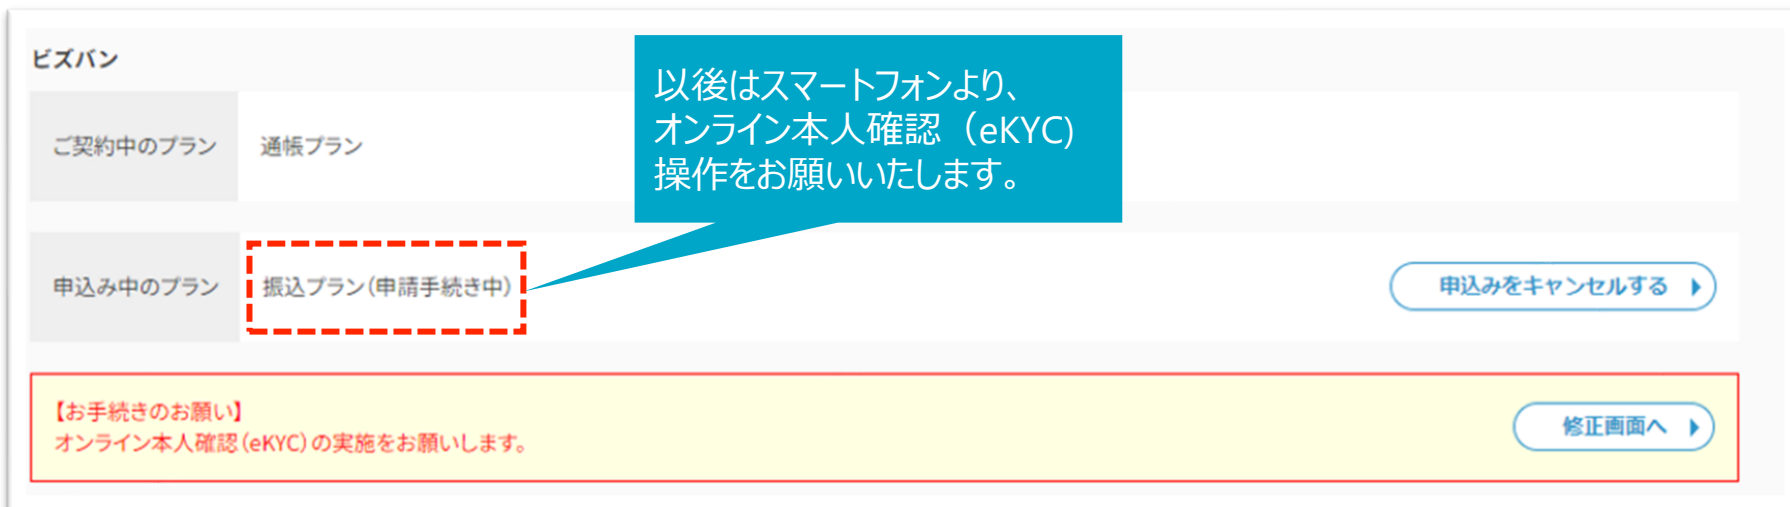 ビズバン
以後はスマートフォンより、
オンライン本人確認（eKYC)
操作をお願いいたします。
ご契約中のプラン
通帳プラン
申込み中のプラン
振込プラン(申請手続き中)
申込みをキャンセルする
【お手続きのお願い】
オンライン本人確認(eKYC)の実施をお願いします。
修正画面へ